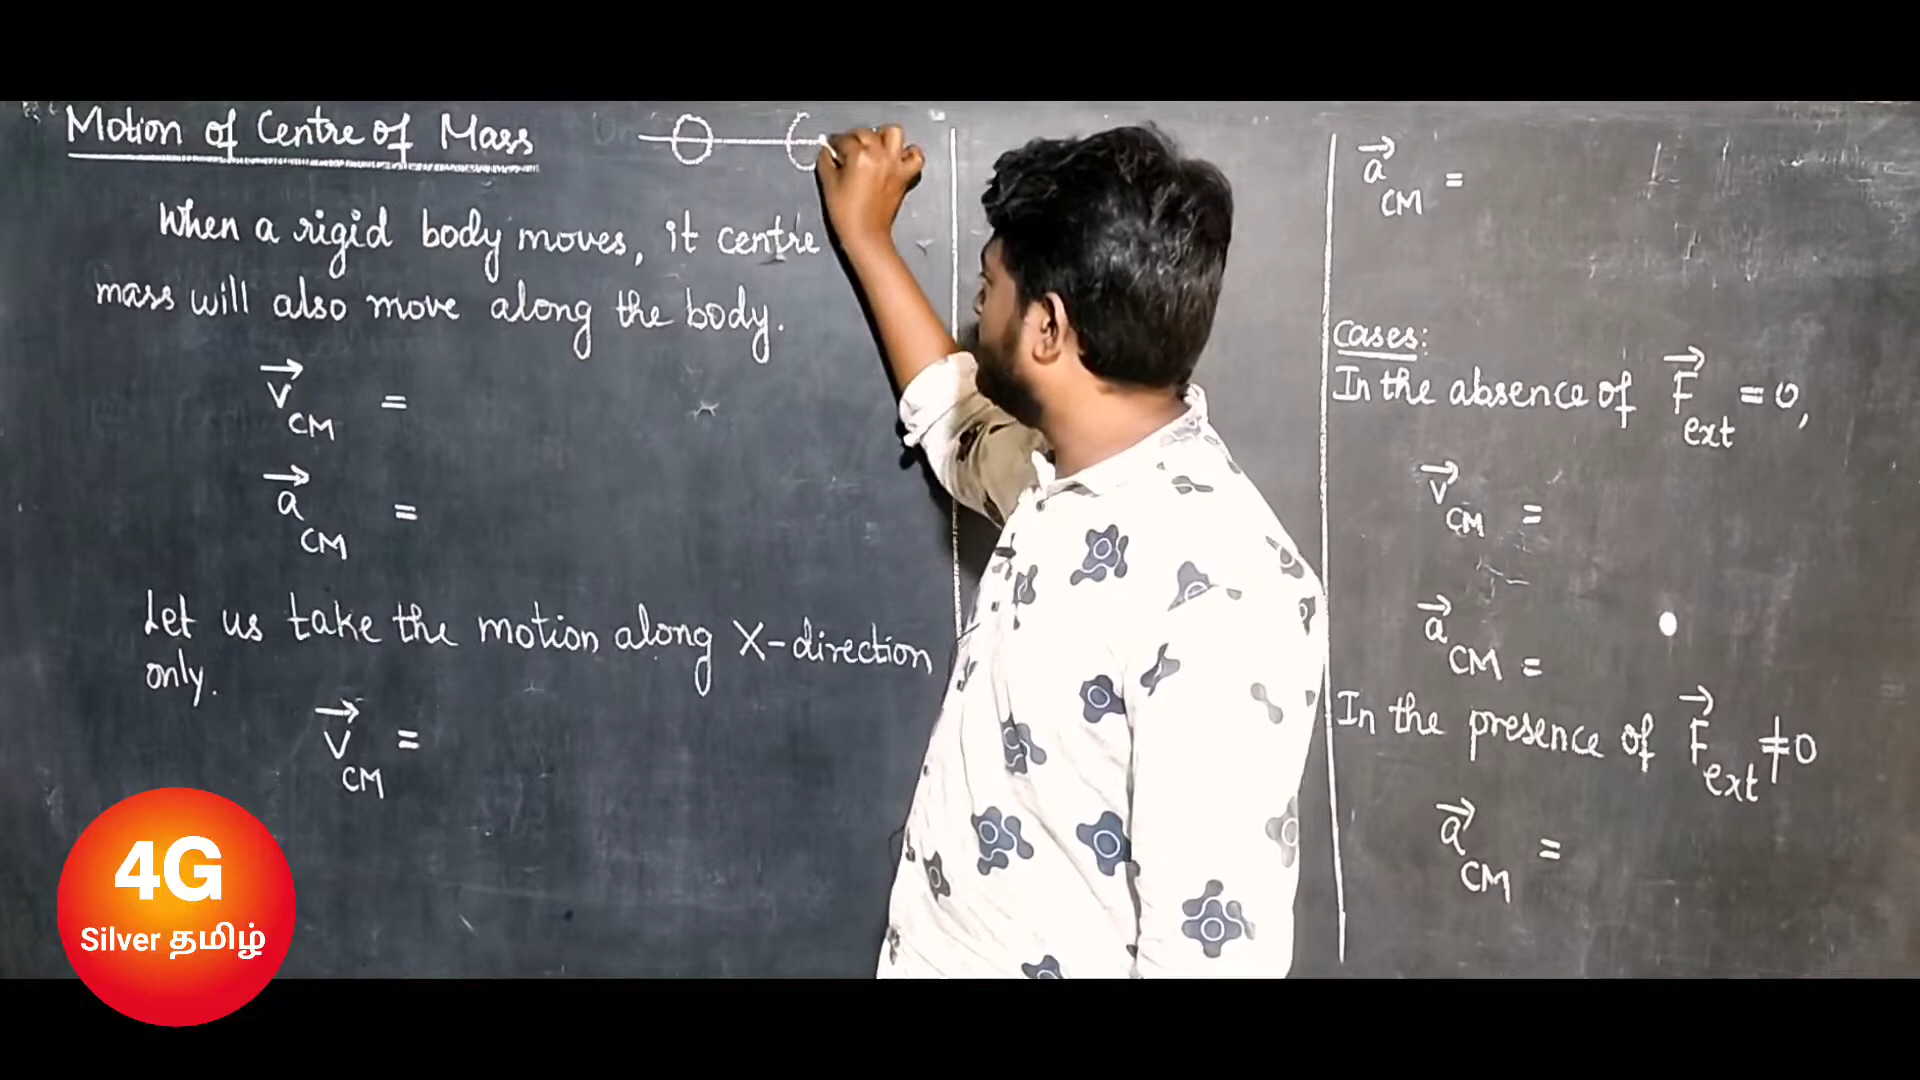 Motion of Centre of Mass
When a rigid body moves, it centre
mass will also move along the body.
→
V CM =
→
a CM =
Let us take the motion along X-direction
only.
→
V CM =
→
a CM =
Cases:
In the absence of →F ext = 0,
→
V CM =
→
a CM =
In the presence of →F ext ≠ 0
→
a CM =
4G
Silver தமிழ்